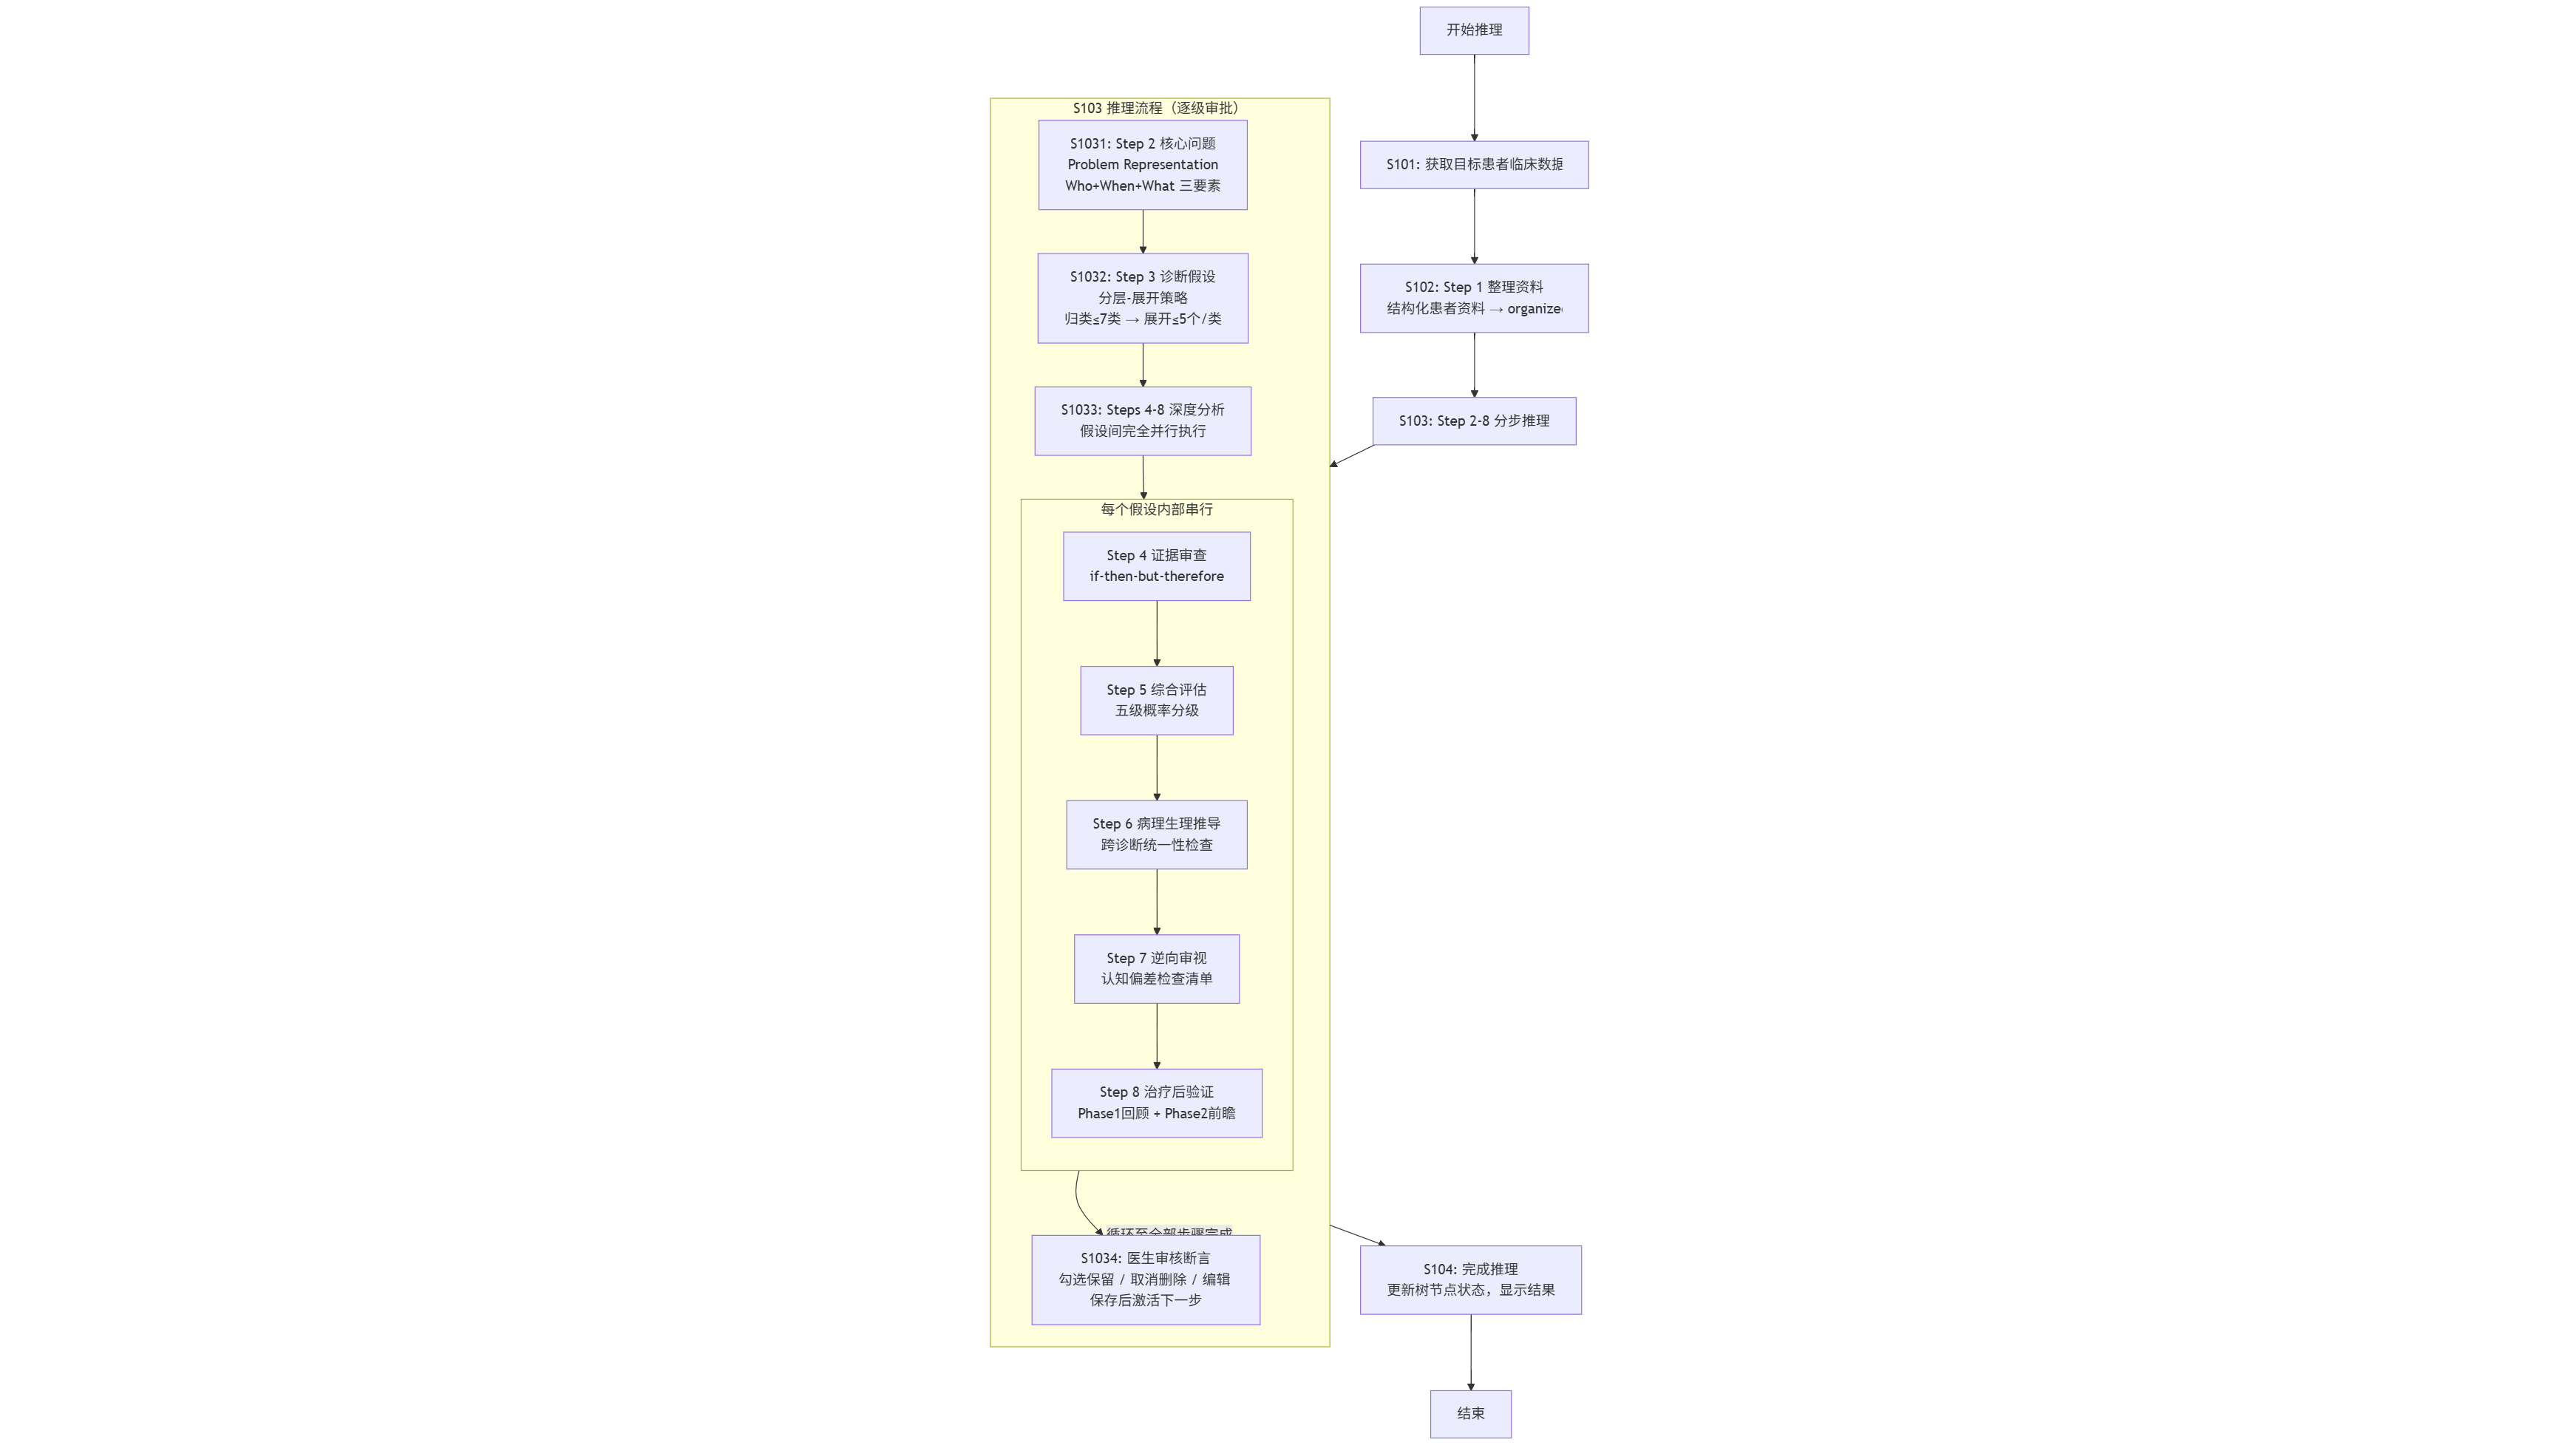 开始推理
S101: 获取目标患者临床数据
S102: Step 1 整理资料
结构化患者资料 → organize
S103: Step 2-8 分步推理
S103 推理流程（逐级审批）
S1031: Step 2 核心问题
Problem Representation
Who+When+What 三要素
S1032: Step 3 诊断假设
分层-展开策略
归类≤7类 → 展开≤5个/类
S1033: Steps 4-8 深度分析
假设间完全并行执行
每个假设内部串行
Step 4 证据审查
if-then-but-therefore
Step 5 综合评估
五级概率分级
Step 6 病理生理推导
跨诊断统一性检查
Step 7 逆向审视
认知偏差检查清单
Step 8 治疗后验证
Phase1回顾 + Phase2前瞻
循环至全部步骤完成
S1034: 医生审核断言
勾选保留 / 取消删除 / 编辑
保存后激活下一步
S104: 完成推理
更新树节点状态，显示结果
结束